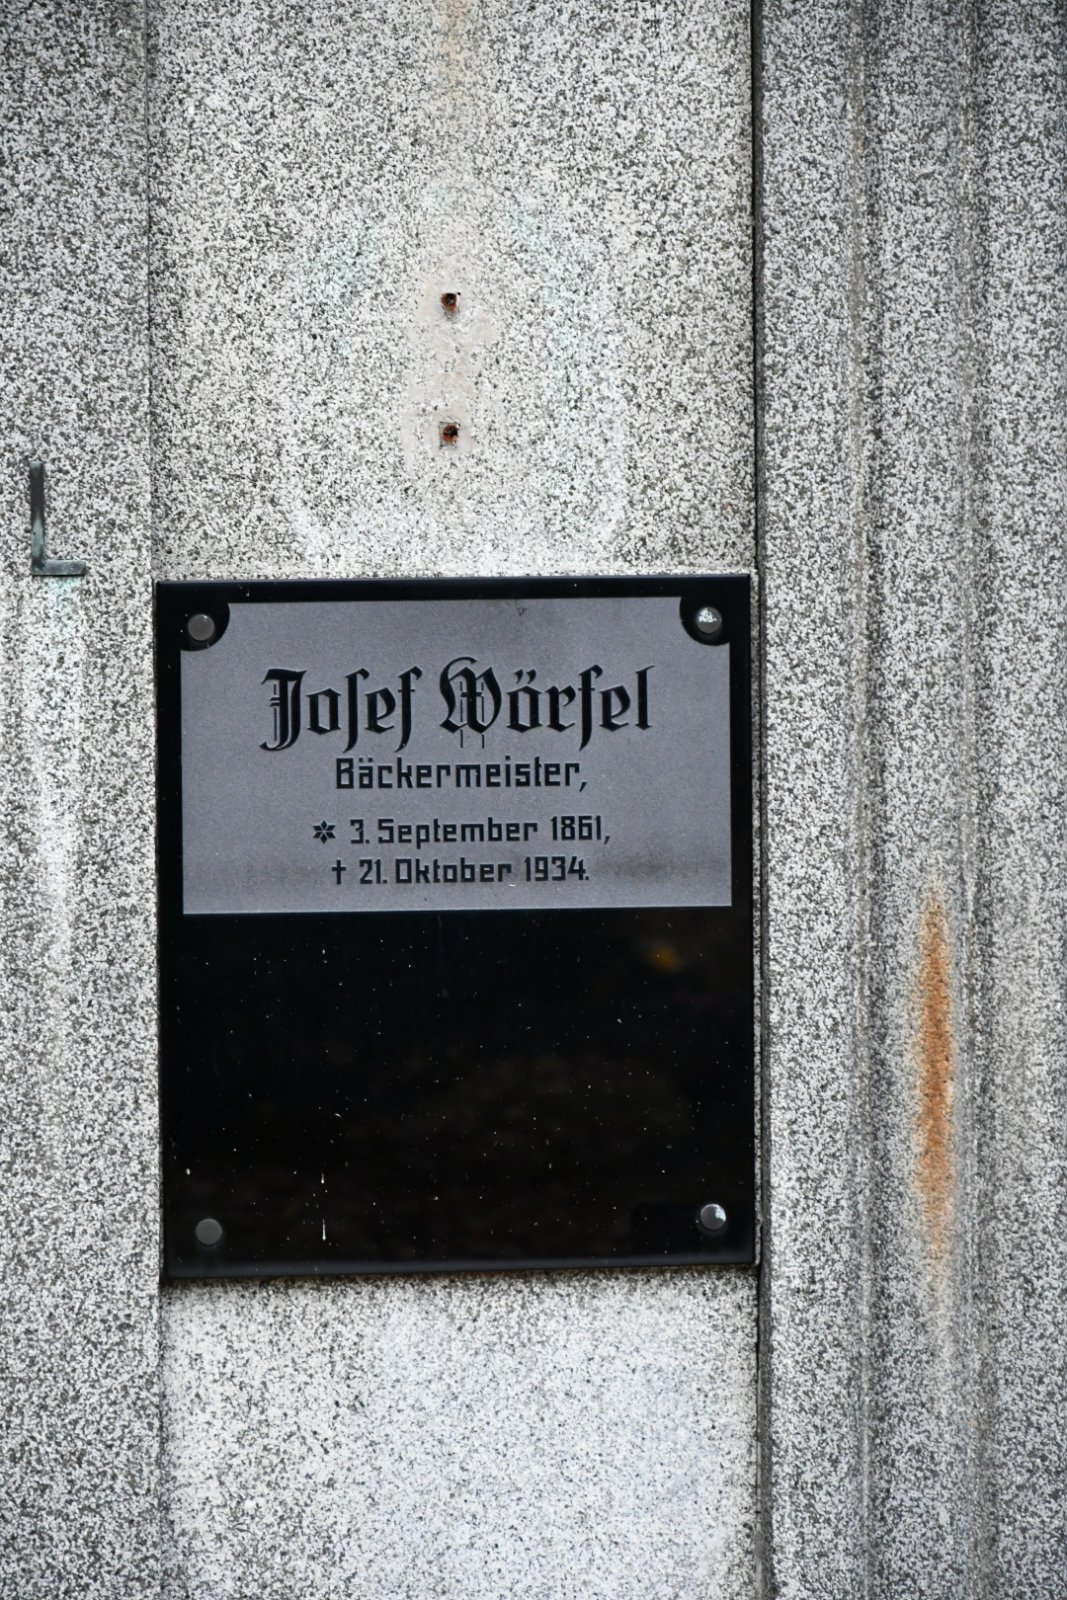 Josef Wörfel
Bäckermeister,
* 3. September 1861,
† 21. Oktober 1934.